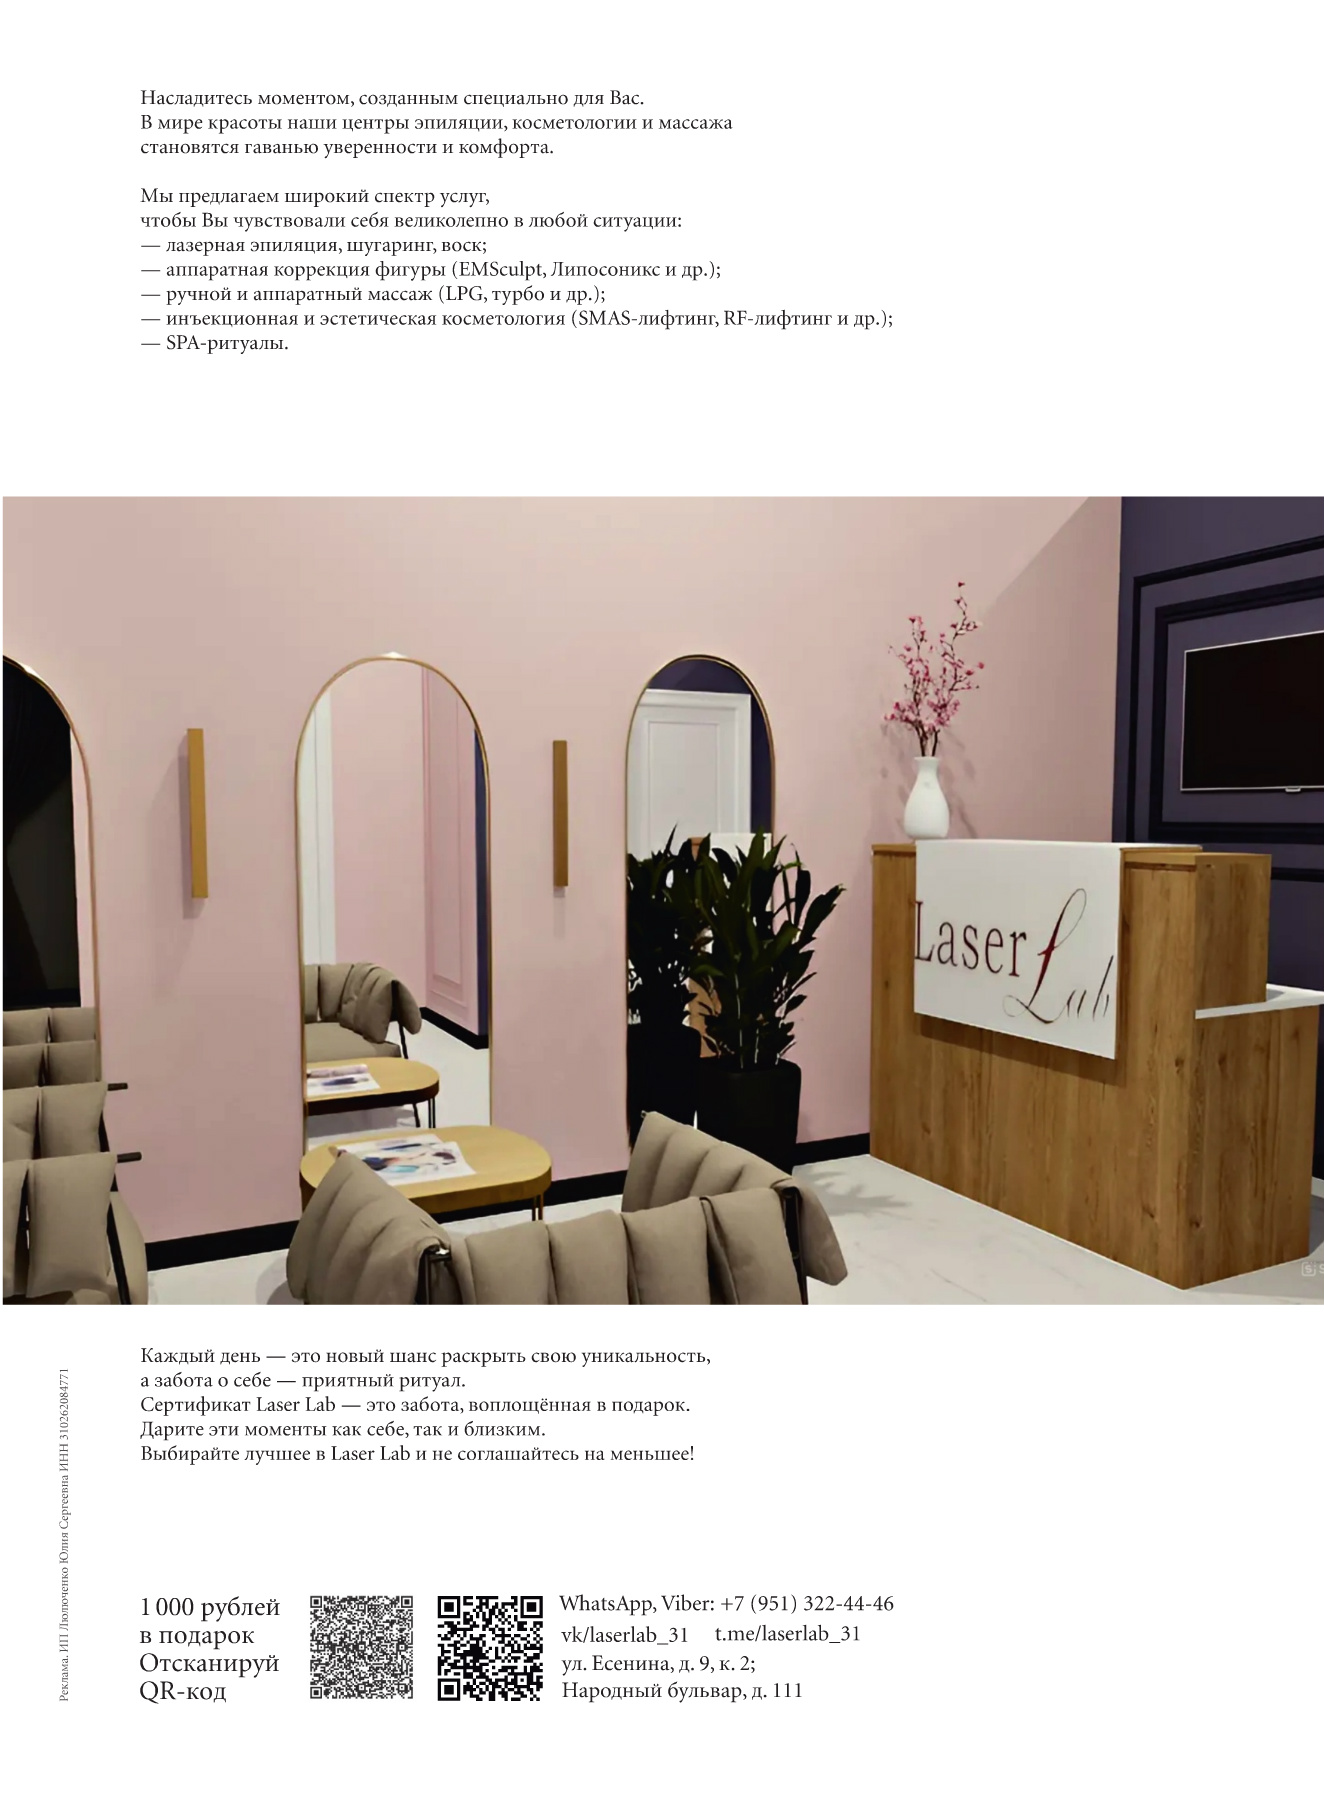 Насладитесь моментом, созданным специально для Вас.
В мире красоты наши центры эпиляции, косметологии и массажа
становятся гаванью уверенности и комфорта.
Мы предлагаем широкий спектр услуг,
чтобы Вы чувствовали себя великолепно в любой ситуации:
— лазерная эпиляция, шугаринг, воск;
— аппаратная коррекция фигуры (EMSculpt, Липосоникс и др.);
— ручной и аппаратный массаж (LPG, турбо и др.);
— инъекционная и эстетическая косметология (SMAS-лифтинг, RF-лифтинг и др.);
— SPA-ритуалы.
Laser
Lab
Каждый день — это новый шанс раскрыть свою уникальность,
а забота о себе — приятный ритуал.
Сертификат Laser Lab — это забота, воплощённая в подарок.
Дарите эти моменты как себе, так и близким.
Выбирайте лучшее в Laser Lab и не соглашайтесь на меньшее!
Реклама. ИП Люлюченко Юлия Сергеевна ИНН 310262084771
1 000 рублей
в подарок
Отсканируй
QR-код
WhatsApp, Viber: +7 (951) 322-44-46
vk/laserlab_31 t.me/laserlab_31
ул. Есенина, д. 9, к. 2;
Народный бульвар, д. 111